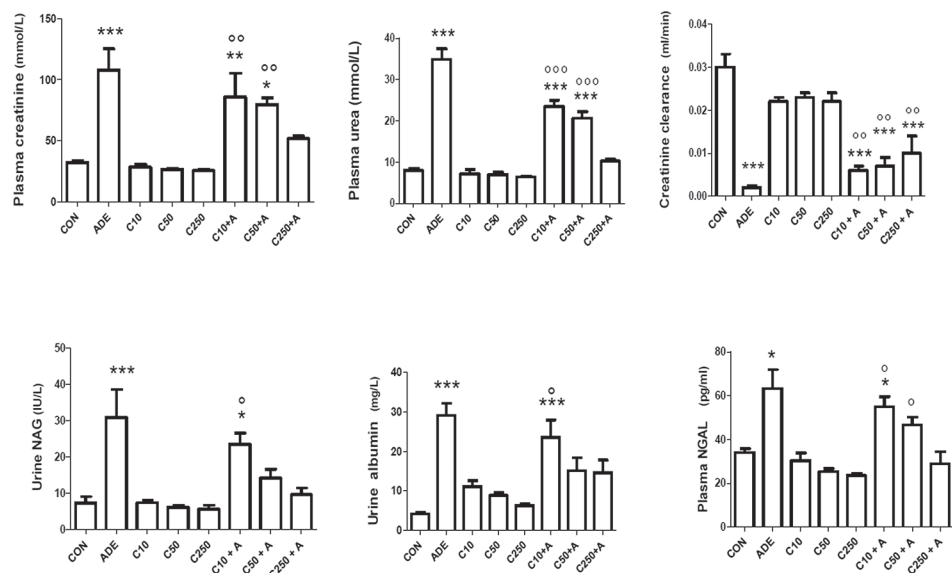 Plasma creatinine (mmol/L)
150
100
50
0
***
°°
**
°°
*
CON
ADE
C10
C50
C250
C10+A
C50+A
C250+A
Plasma urea (mmol/L)
40
30
20
10
0
***
°°°
***
°°°
***
CON
ADE
C10
C50
C250
C10+A
C50+A
C250+A
Creatinine clearance (ml/min)
0.04
0.03
0.02
0.01
0.00
***
°°
***
°°
***
°°
***
CON
ADE
C10
C50
C250
C10 + A
C50 + A
C250 + A
Urine NAG (IU/L)
50
40
30
20
10
0
***
°
*
CON
ADE
C10
C50
C250
C10 + A
C50 + A
C250 + A
Urine albumin (mg/L)
40
30
20
10
0
***
°
***
CON
ADE
C10
C50
C250
C10+A
C50+A
C250+A
Plasma NGAL (pg/ml)
80
60
40
20
0
*
°
*
°
CON
ADE
C10
C50
C250
C10 + A
C50 + A
C250 + A